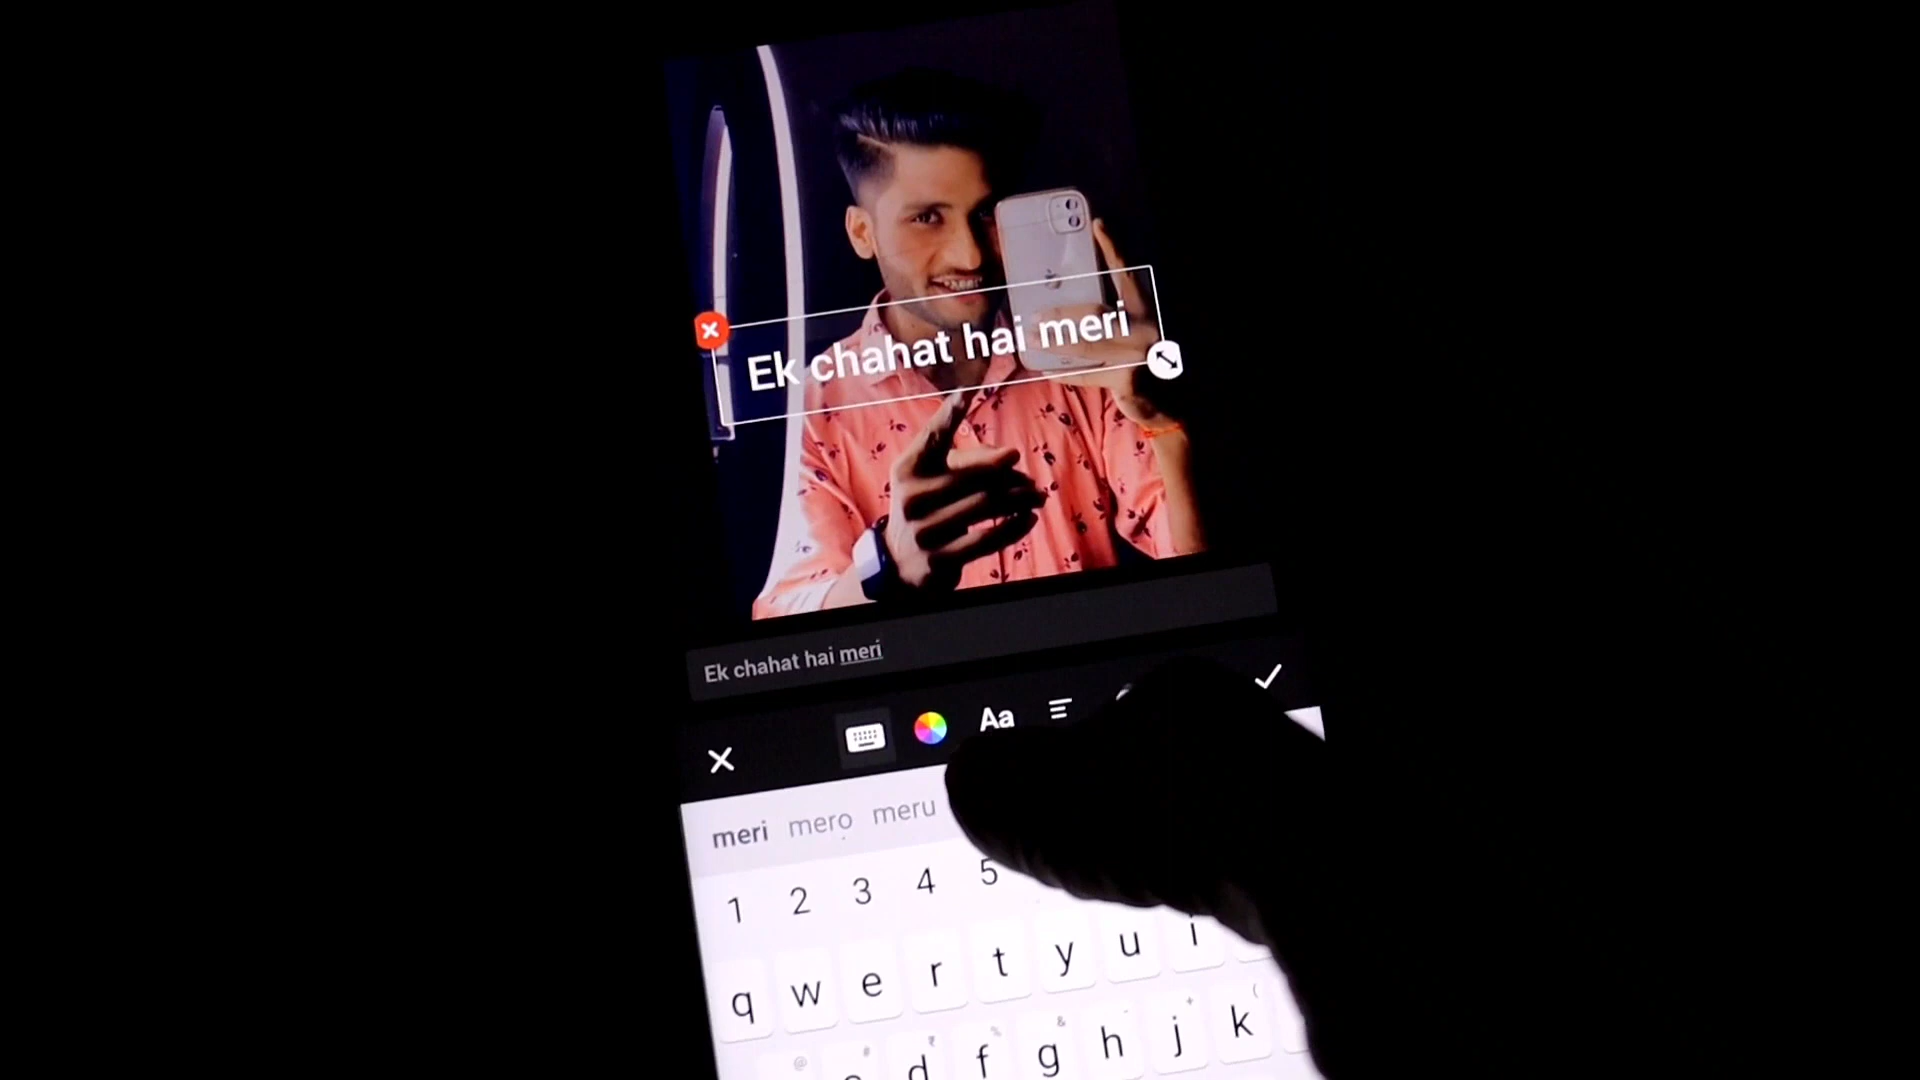 Ek chahat hai meri
Ek chahat hai meri
Aa
meri mero meru
1 2 3 4 5
q w e r t y u i
@ # ₹ % & - + (
d f g h j k